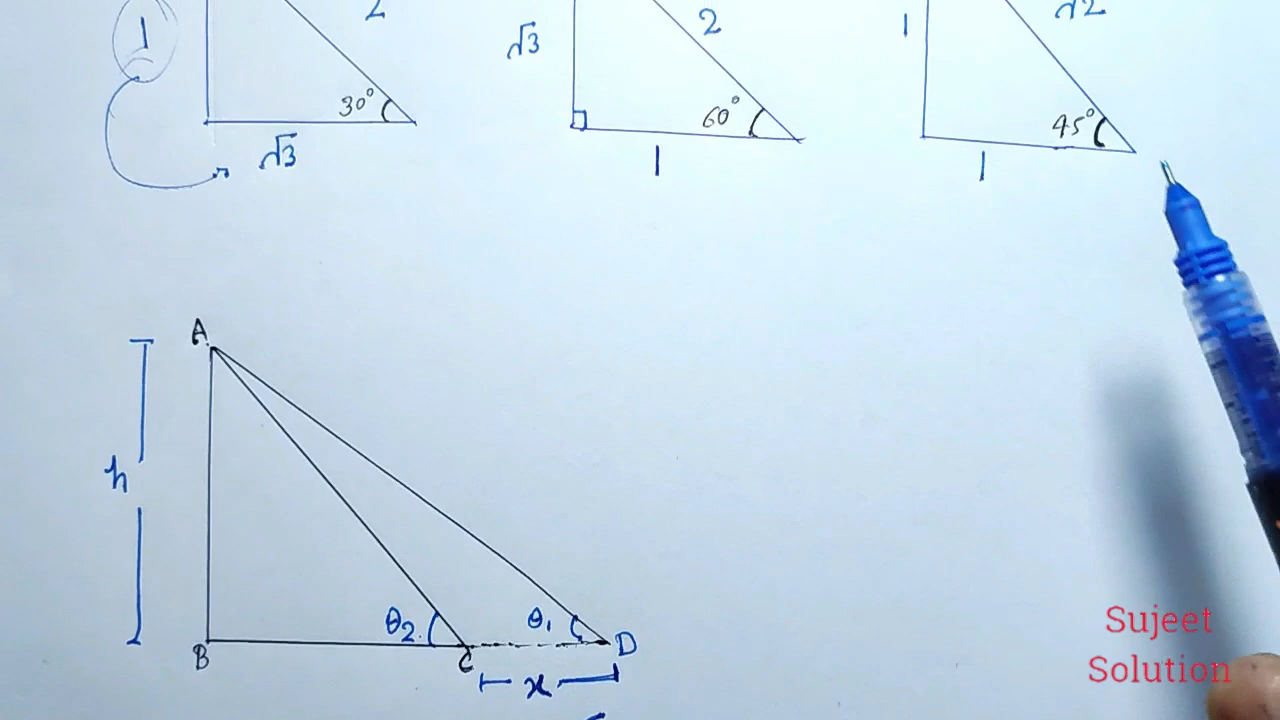 1
2
30°
√3
√3
2
60°
1
1
√2
45°
1
A
h
θ2
θ1
B
C
D
x
Sujeet
Solution